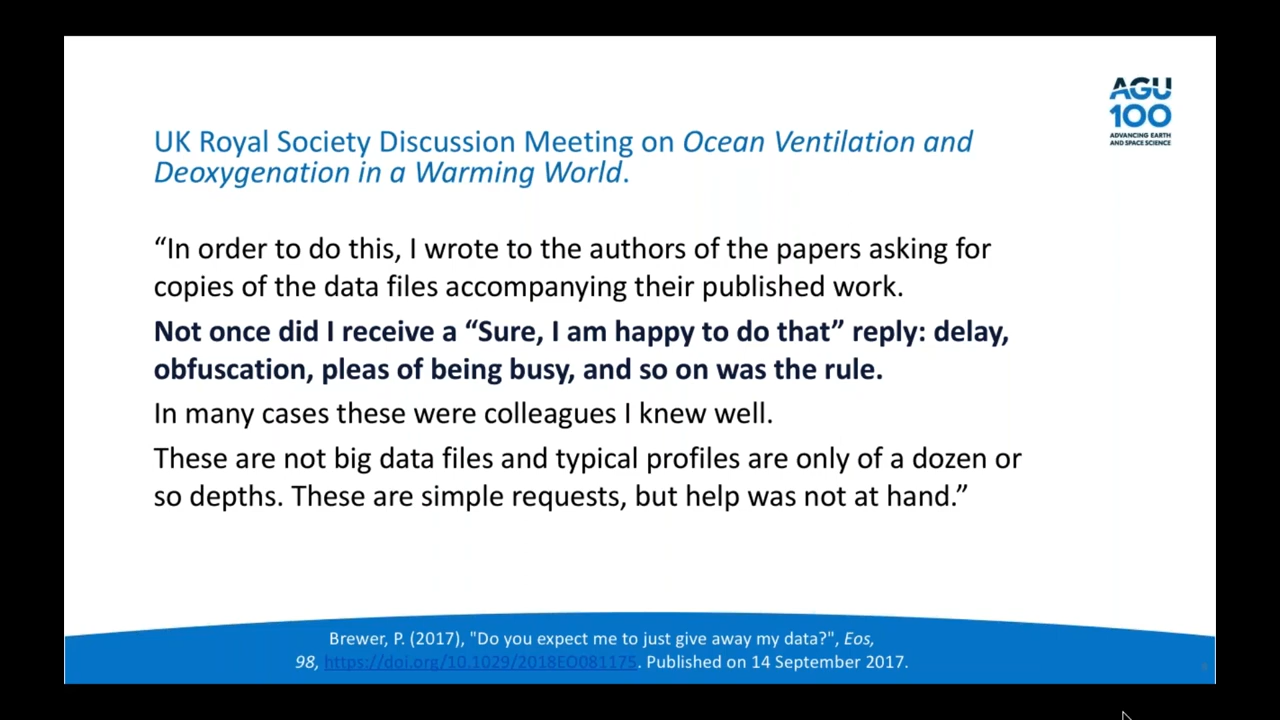 AGU
100
ADVANCING EARTH
AND SPACE SCIENCE
UK Royal Society Discussion Meeting on Ocean Ventilation and
Deoxygenation in a Warming World.
“In order to do this, I wrote to the authors of the papers asking for
copies of the data files accompanying their published work.
Not once did I receive a “Sure, I am happy to do that” reply: delay,
obfuscation, pleas of being busy, and so on was the rule.
In many cases these were colleagues I knew well.
These are not big data files and typical profiles are only of a dozen or
so depths. These are simple requests, but help was not at hand.”
Brewer, P. (2017), "Do you expect me to just give away my data?", Eos,
98, https://doi.org/10.1029/2018EO081175. Published on 14 September 2017.